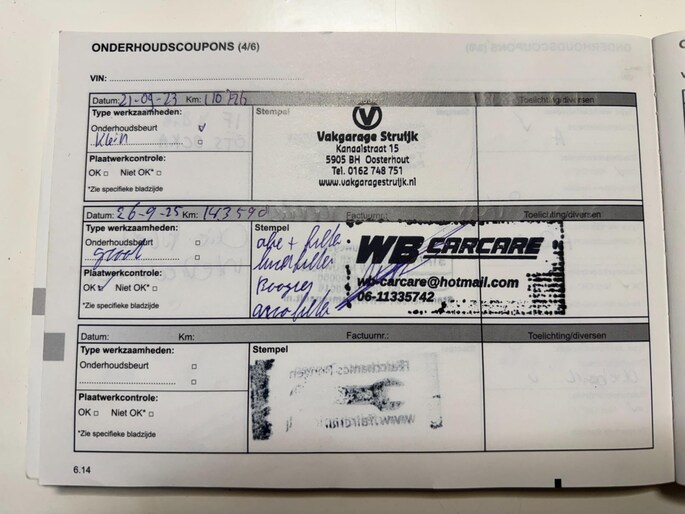 ONDERHOUDSCOUPONS (4/6)
VIN:
Datum: 21-09-23 Km: 110
Toelichting/diversen
Type werkzaamheden:
Stempel
Onderhoudsbeurt
Klein
Plaatwerkcontrole:
OK Niet OK*
*Zie specifieke bladzijde
Vakgarage Struijk
Kanaalstraat 15
5905 BH Oosterhout
Tel. 0162 748 751
www.vakgaragestruijk.nl
Datum: 26-9-25 Km: 143590
Factuurnr.:
Toelichting/diversen
Type werkzaamheden:
Stempel
Onderhoudsbeurt
groot
Plaatwerkcontrole:
OK Niet OK*
*Zie specifieke bladzijde
olie + filter
luchtfilter
Bougies
airco filter
WB CARCARE
wb-carcare@hotmail.com
06-11335742
Datum: Km:
Factuurnr.:
Toelichting/diversen
Type werkzaamheden:
Stempel
Onderhoudsbeurt
Plaatwerkcontrole:
OK Niet OK*
*Zie specifieke bladzijde
6.14